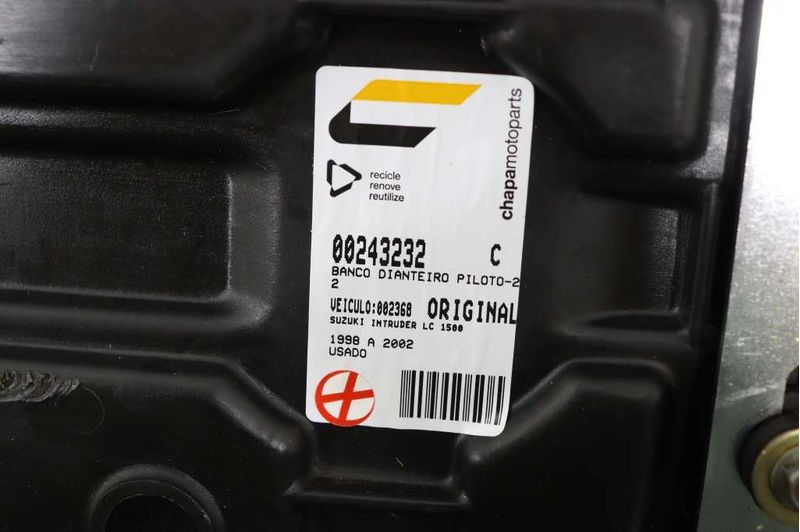 chapamotoparts
recicle
renove
reutilize
00243232 C
BANCO DIANTEIRO PILOTO-2
2
VEICULO:002368 ORIGINAL
SUZUKI INTRUDER LC 1500
1998 A 2002
USADO